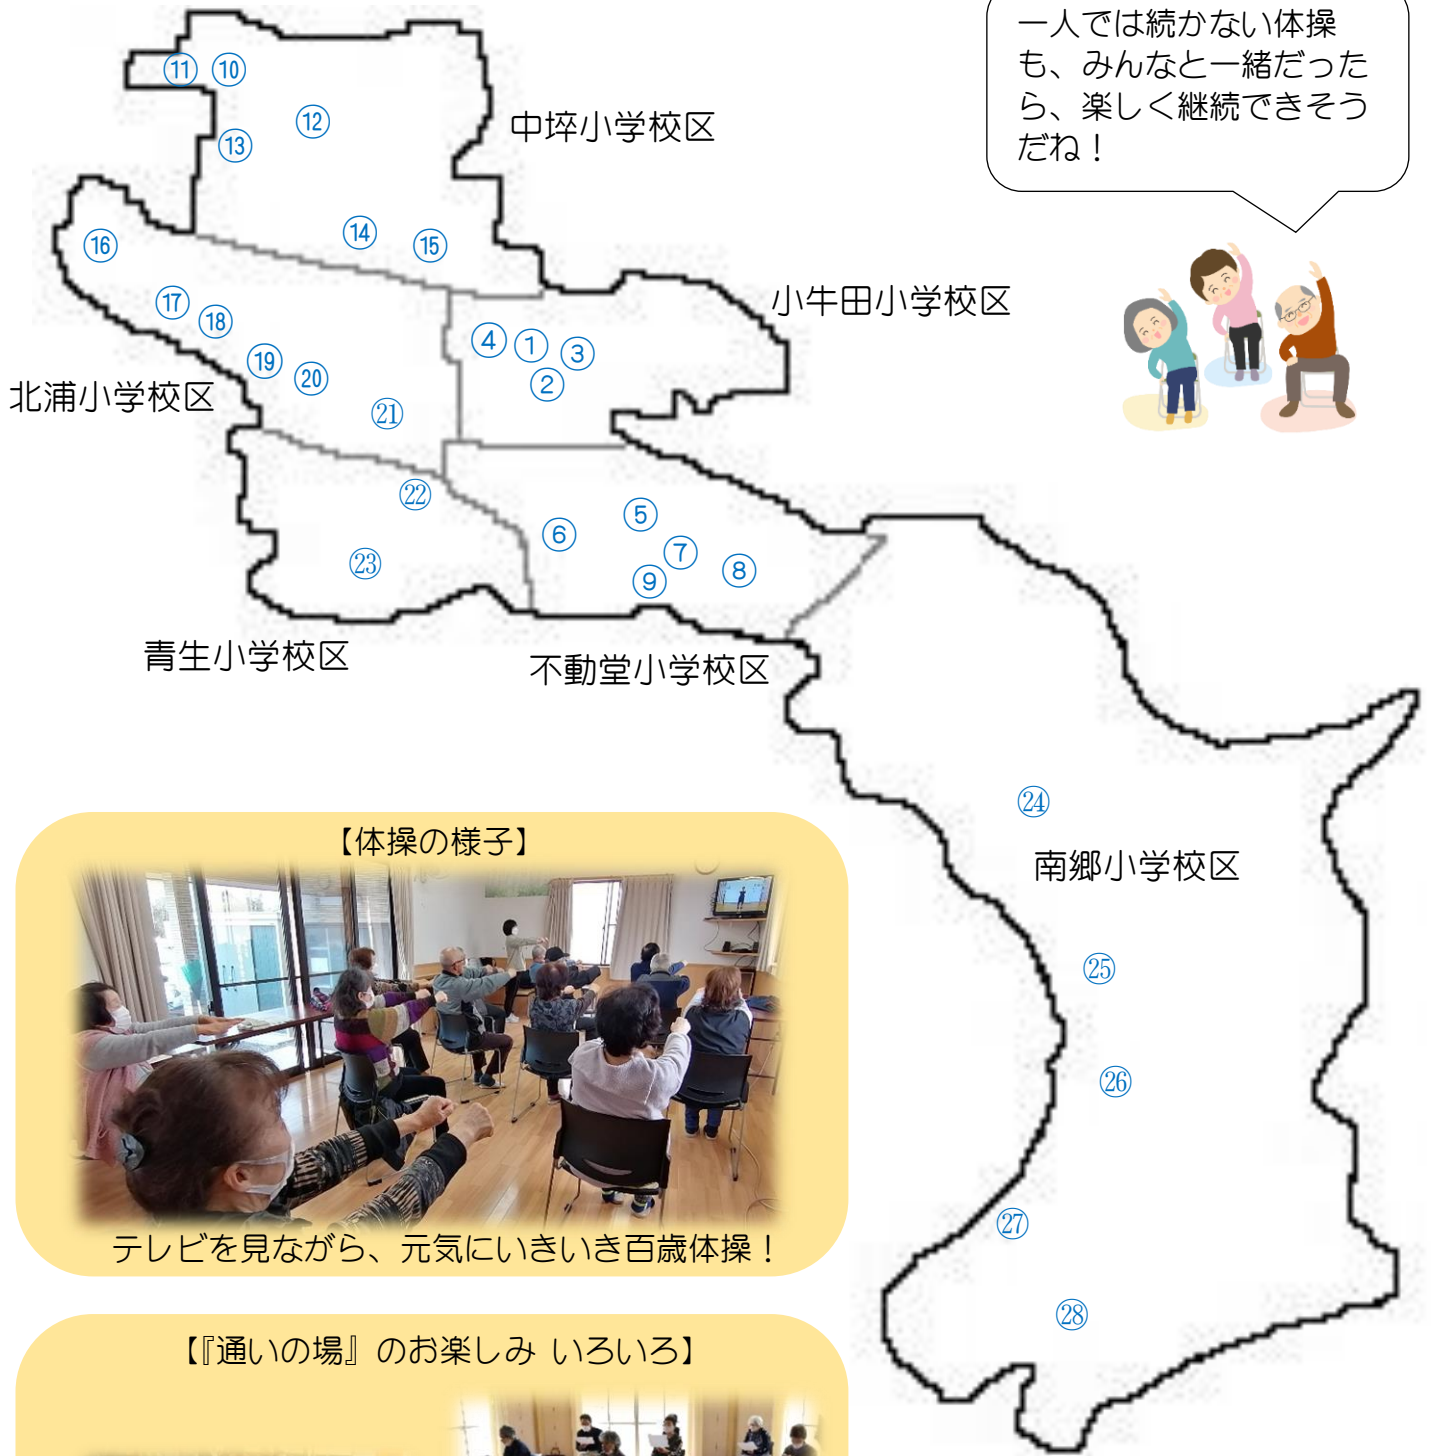 一人では続かない体操
も、みんなと一緒だった
ら、楽しく継続できそう
だね！
⑪ ⑩
⑫
⑬
中埣小学校区
⑭ ⑮
⑯
⑰
⑱
⑲
⑳
㉑
北浦小学校区
小牛田小学校区
④ ① ③
②
㉒
㉓
青生小学校区
⑤
⑥
⑦
⑧
⑨
不動堂小学校区
㉔
南郷小学校区
㉕
㉖
㉗
㉘
【体操の様子】
テレビを見ながら、元気にいきいき百歳体操！
【『通いの場』のお楽しみ いろいろ】